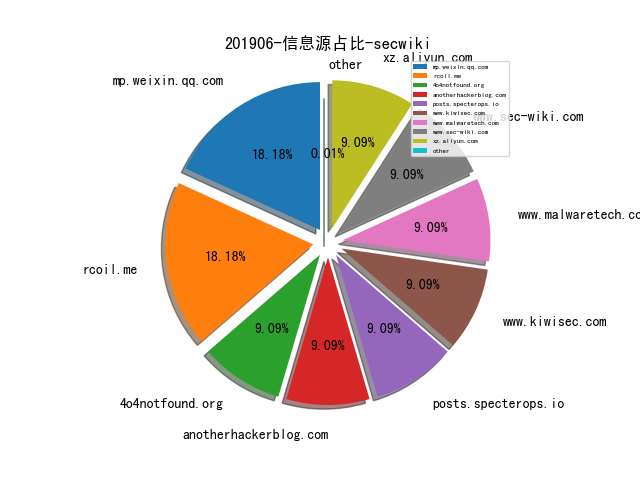 201906-信息源占比-secwiki
other
xz.aliyun.com
mp.weixin.qq.com
www.sec-wiki.com
www.malwaretech.co
rcoil.me
www.kiwisec.com
4o4notfound.org
posts.specterops.io
anotherhackerblog.com
18.18%
0.01%
9.09%
9.09%
9.09%
18.18%
9.09%
9.09%
9.09%
9.09%
mp.weixin.qq.com
rcoil.me
4o4notfound.org
anotherhackerblog.com
posts.specterops.io
www.kiwisec.com
www.malwaretech.com
www.sec-wiki.com
xz.aliyun.com
other